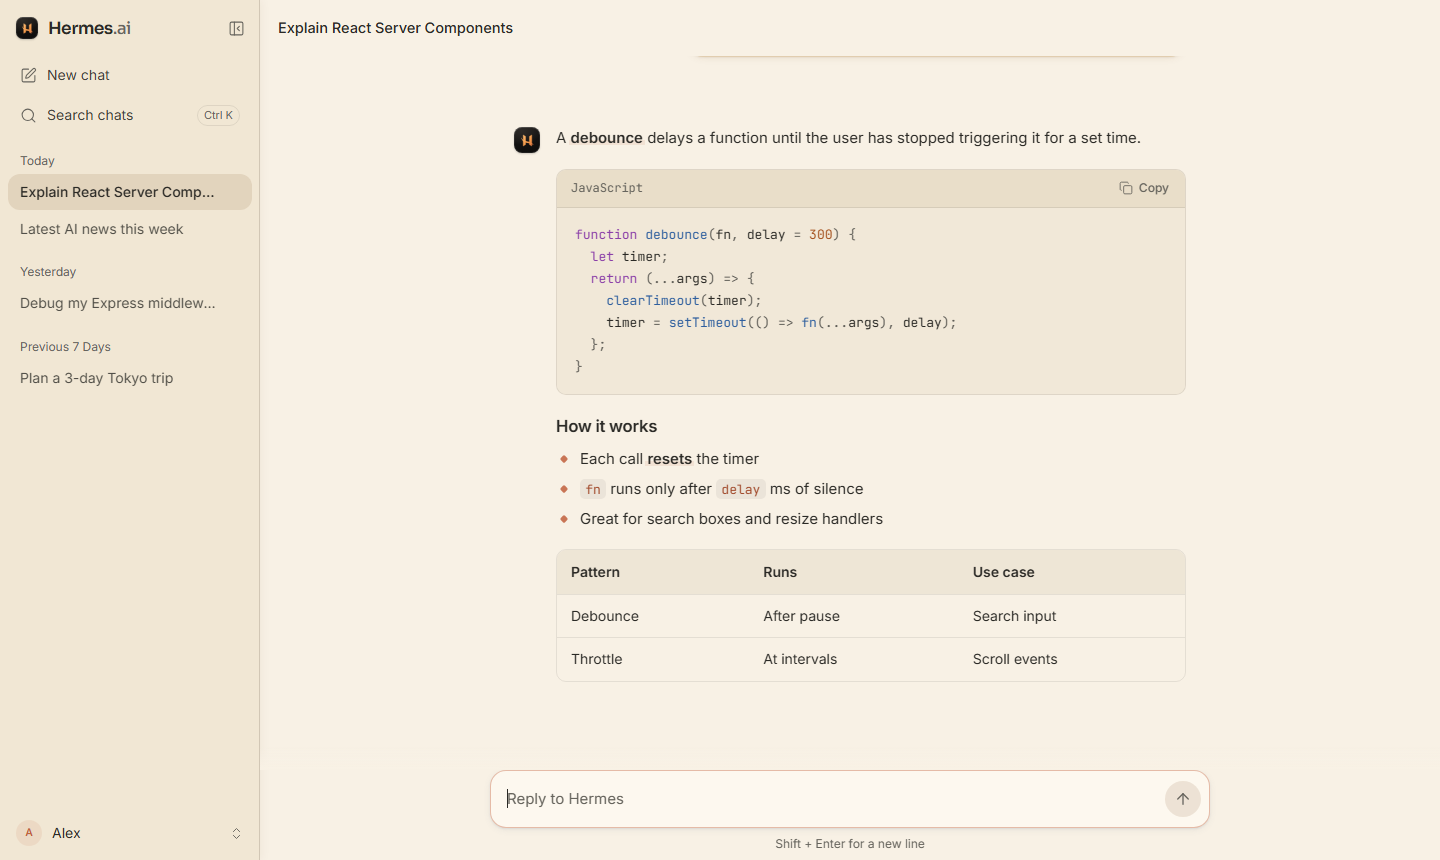 Hermes.ai
New chat
Search chats
Ctrl K
Today
Explain React Server Comp...
Latest AI news this week
Yesterday
Debug my Express middlew...
Previous 7 Days
Plan a 3-day Tokyo trip
A
Alex
Explain React Server Components
A debounce delays a function until the user has stopped triggering it for a set time.
JavaScript
Copy
function debounce(fn, delay = 300) {
  let timer;
  return (...args) => {
    clearTimeout(timer);
    timer = setTimeout(() => fn(...args), delay);
  };
}
How it works
Each call resets the timer
fn runs only after delay ms of silence
Great for search boxes and resize handlers
Pattern Runs Use case
Debounce After pause Search input
Throttle At intervals Scroll events
Reply to Hermes
Shift + Enter for a new line